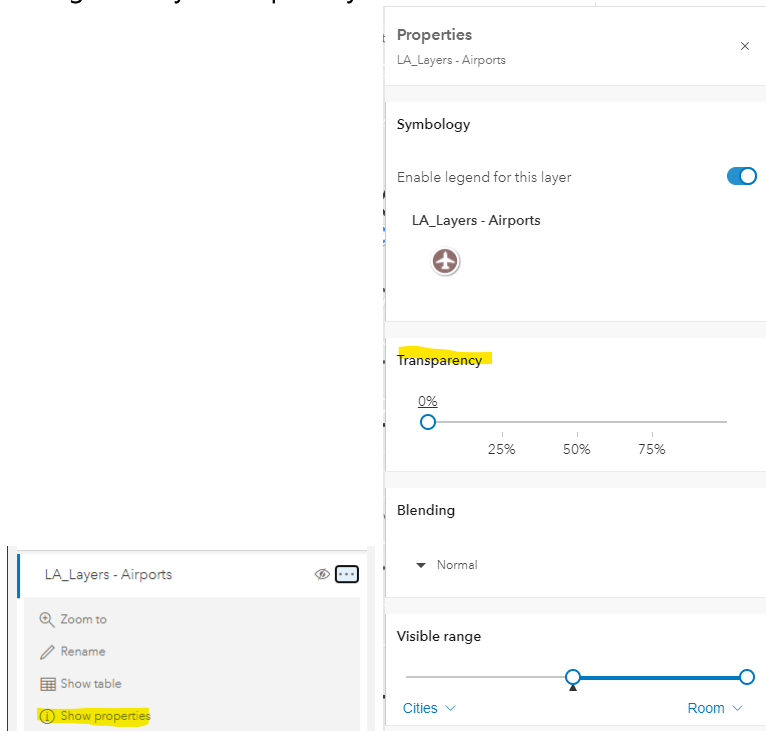 Properties
LA_Layers - Airports
Symbology
Enable legend for this layer
LA_Layers - Airports
Transparency
0%
25% 50% 75%
Blending
Normal
Visible range
Cities Room
LA_Layers - Airports
Zoom to
Rename
Show table
Show properties